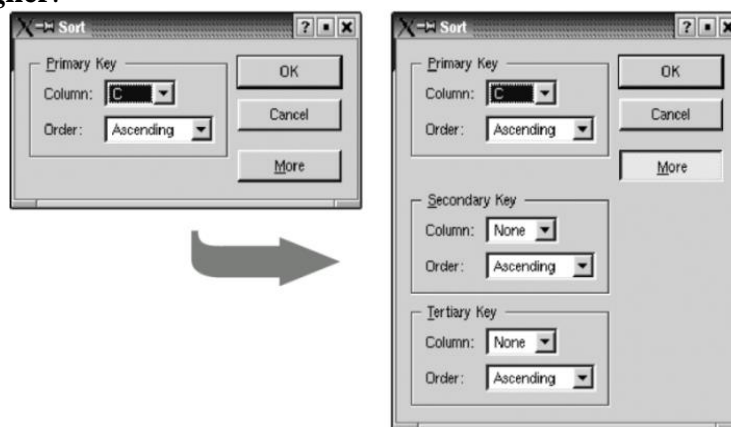 Sort
Primary Key
Column: C
Order: Ascending
OK
Cancel
More
Sort
Primary Key
Column: C
Order: Ascending
OK
Cancel
More
Secondary Key
Column: None
Order: Ascending
Tertiary Key
Column: None
Order: Ascending